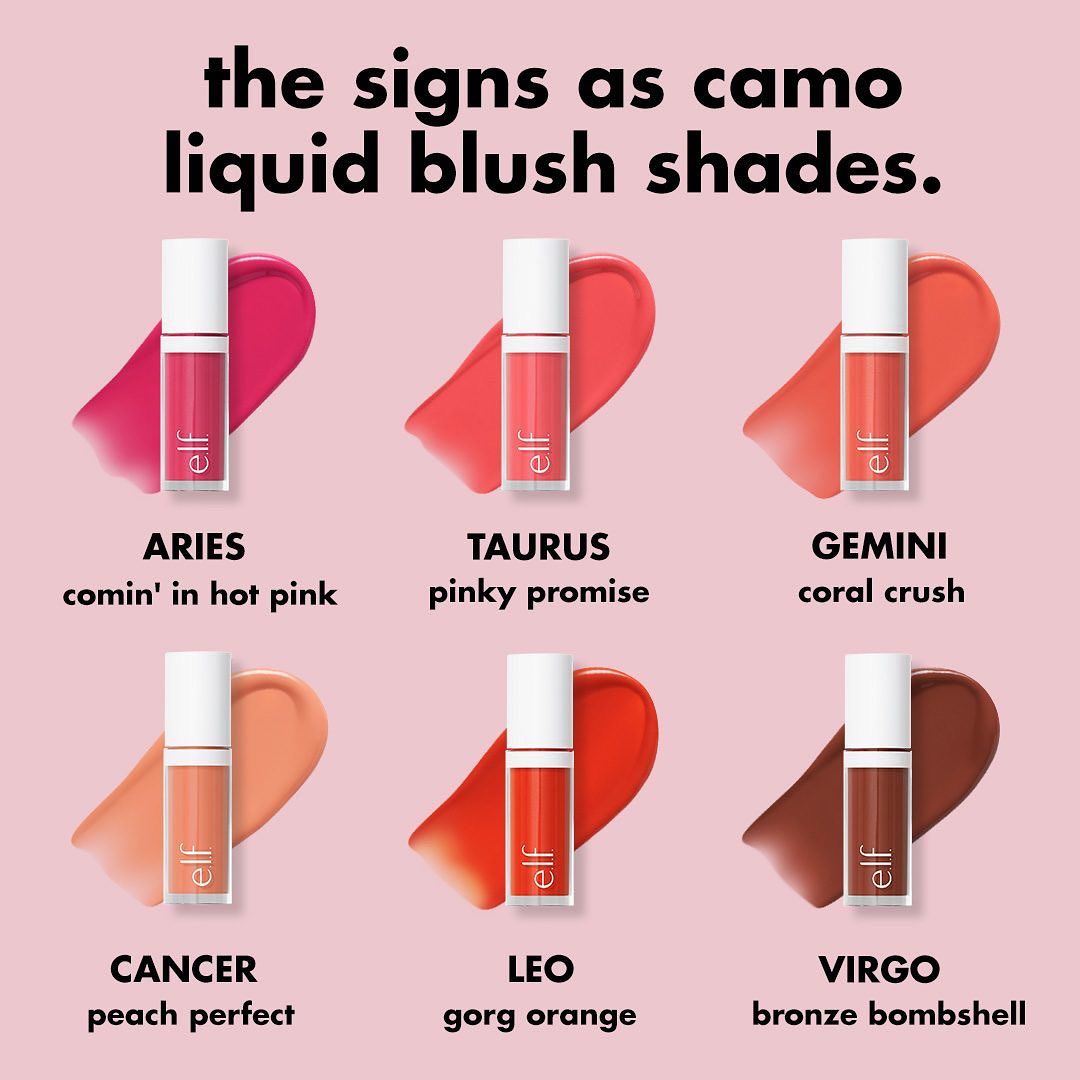 the signs as camo
liquid blush shades.
e.l.f.
e.l.f.
e.l.f.
ARIES
TAURUS
GEMINI
comin' in hot pink
pinky promise
coral crush
e.l.f.
e.l.f.
e.l.f.
CANCER
LEO
VIRGO
peach perfect
gorg orange
bronze bombshell